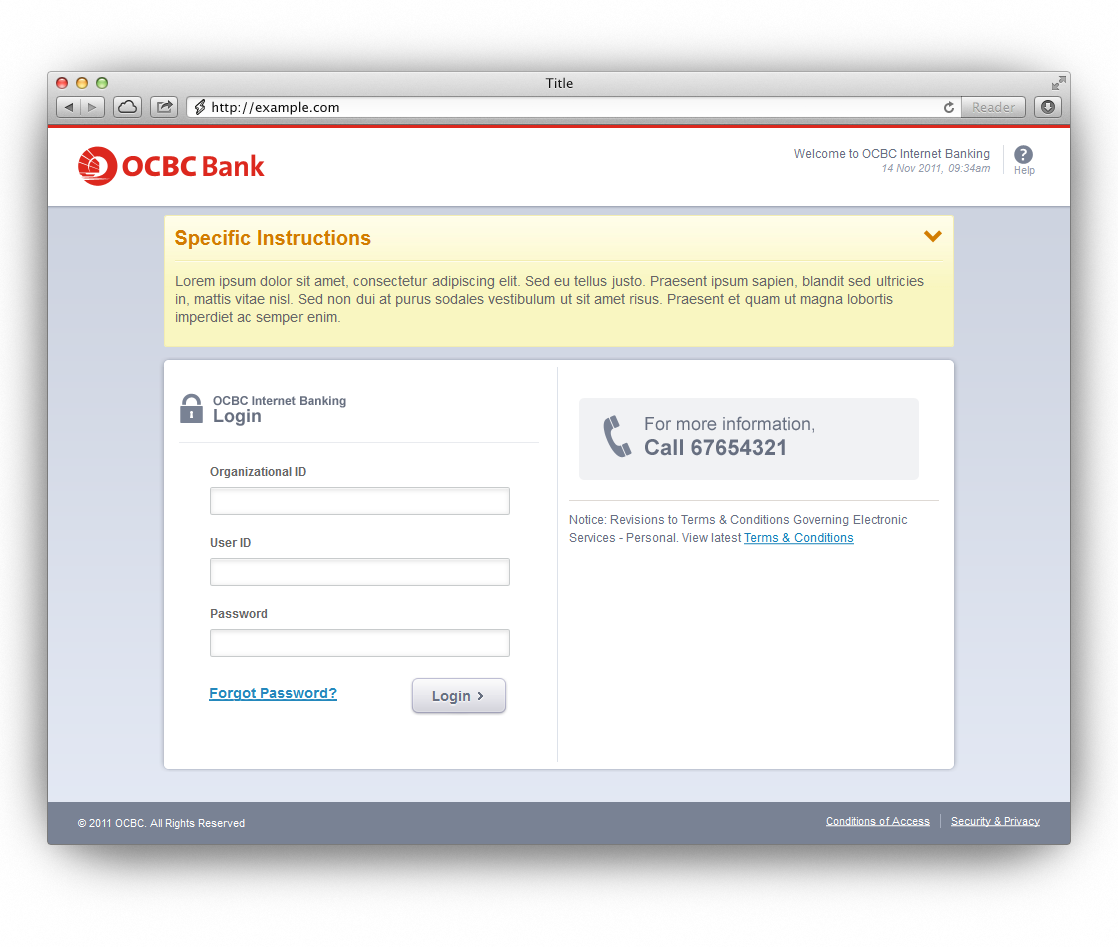 Title
http://example.com
Reader
OCBC Bank
Welcome to OCBC Internet Banking
14 Nov 2011, 09:34am
?
Help
Specific Instructions
Lorem ipsum dolor sit amet, consectetur adipiscing elit. Sed eu tellus justo. Praesent ipsum sapien, blandit sed ultricies
in, mattis vitae nisl. Sed non dui at purus sodales vestibulum ut sit amet risus. Praesent et quam ut magna lobortis
imperdiet ac semper enim.
OCBC Internet Banking
Login
Organizational ID
User ID
Password
Forgot Password?
Login >
For more information,
Call 67654321
Notice: Revisions to Terms & Conditions Governing Electronic
Services - Personal. View latest Terms & Conditions
© 2011 OCBC. All Rights Reserved
Conditions of Access
Security & Privacy